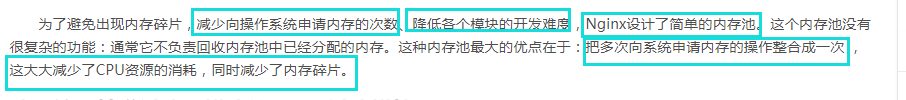 为了避免出现内存碎片，减少向操作系统申请内存的次数、降低各个模块的开发难度，Nginx设计了简单的内存池。这个内存池没有
很复杂的功能：通常它不负责回收内存池中已经分配的内存。这种内存池最大的优点在于：把多次向系统申请内存的操作整合成一次，
这大大减少了CPU资源的消耗，同时减少了内存碎片。